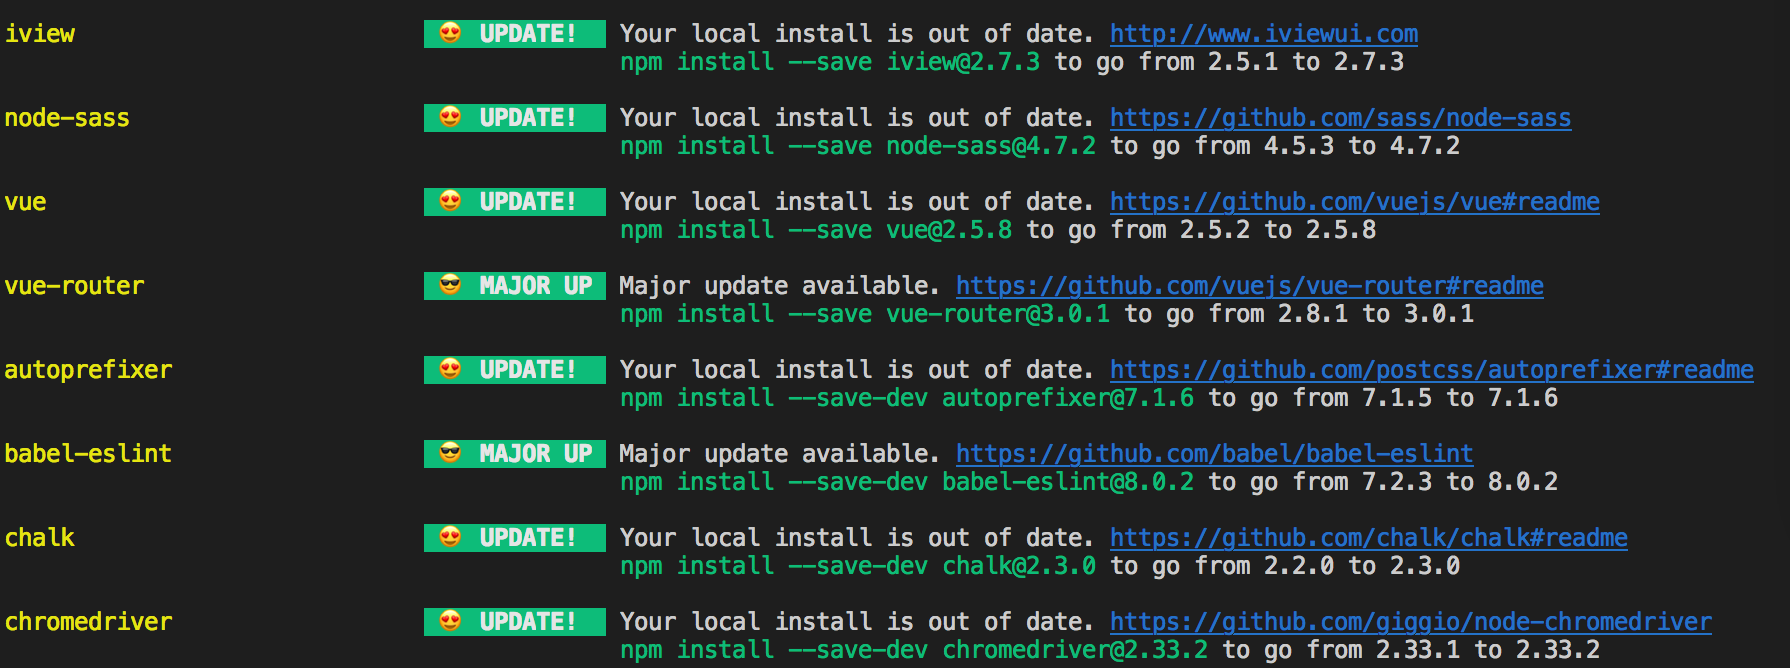 iview 😍 UPDATE! Your local install is out of date. http://www.iviewui.com
npm install --save iview@2.7.3 to go from 2.5.1 to 2.7.3
node-sass 😍 UPDATE! Your local install is out of date. https://github.com/sass/node-sass
npm install --save node-sass@4.7.2 to go from 4.5.3 to 4.7.2
vue 😍 UPDATE! Your local install is out of date. https://github.com/vuejs/vue#readme
npm install --save vue@2.5.8 to go from 2.5.2 to 2.5.8
vue-router 😎 MAJOR UP Major update available. https://github.com/vuejs/vue-router#readme
npm install --save vue-router@3.0.1 to go from 2.8.1 to 3.0.1
autoprefixer 😍 UPDATE! Your local install is out of date. https://github.com/postcss/autoprefixer#readme
npm install --save-dev autoprefixer@7.1.6 to go from 7.1.5 to 7.1.6
babel-eslint 😎 MAJOR UP Major update available. https://github.com/babel/babel-eslint
npm install --save-dev babel-eslint@8.0.2 to go from 7.2.3 to 8.0.2
chalk 😍 UPDATE! Your local install is out of date. https://github.com/chalk/chalk#readme
npm install --save-dev chalk@2.3.0 to go from 2.2.0 to 2.3.0
chromedriver 😍 UPDATE! Your local install is out of date. https://github.com/giggio/node-chromedriver
npm install --save-dev chromedriver@2.33.2 to go from 2.33.1 to 2.33.2